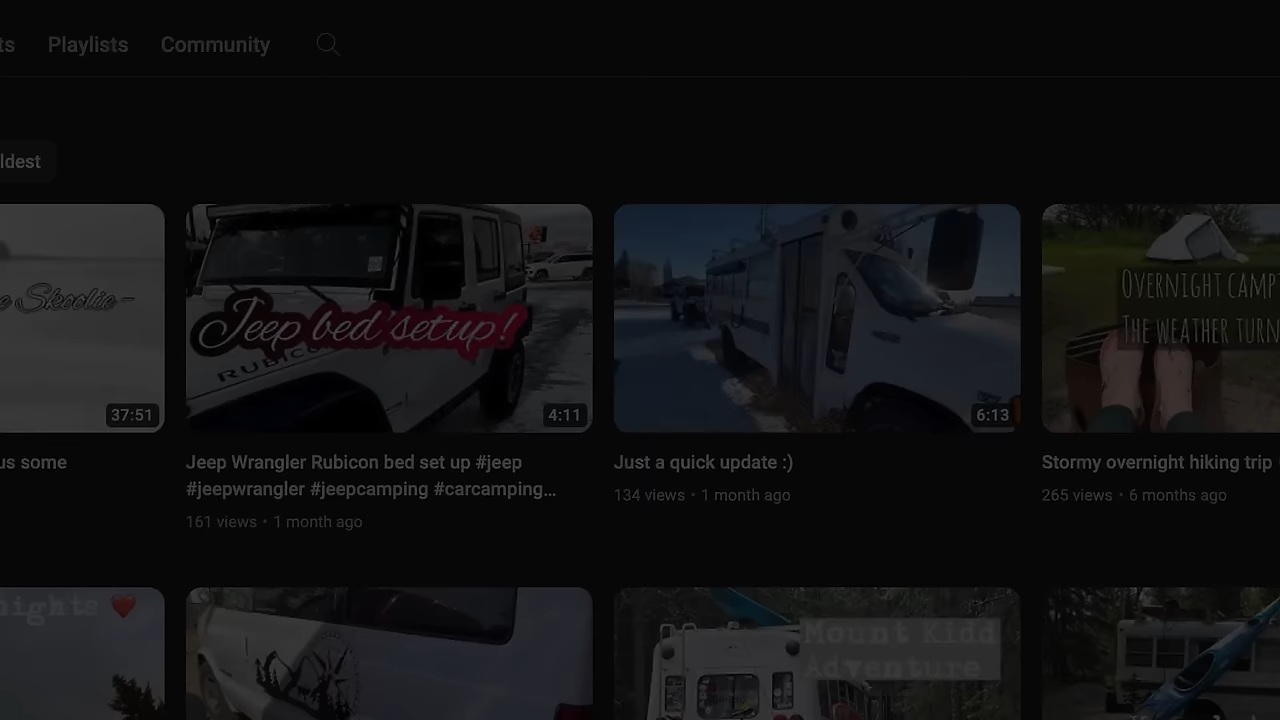 ts Playlists Community
ldest
e Skoolie –
37:51
Jeep bed setup!
RUBICO
4:11
6:13
OVERNIGHT CAMP
THE WEATHER TURN
us some
Jeep Wrangler Rubicon bed set up #jeep
#jeepwrangler #jeepcamping #carcamping...
161 views • 1 month ago
Just a quick update :)
134 views • 1 month ago
Stormy overnight hiking trip
265 views • 6 months ago
nights ❤️
Mount Kidd
Adventure